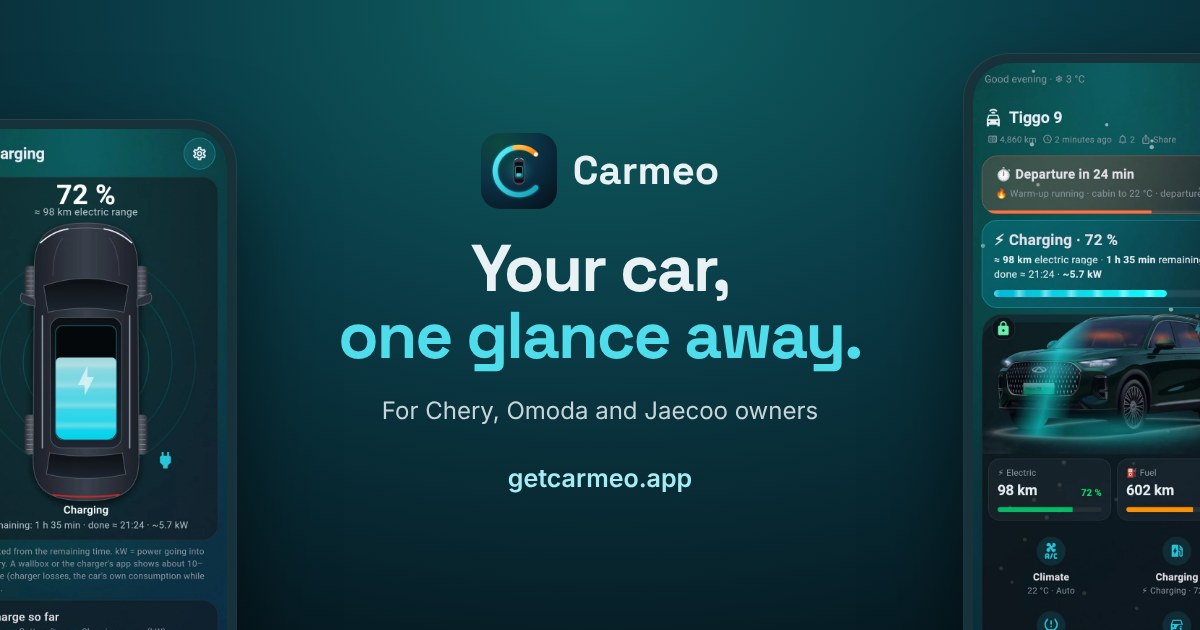 arging
72 %
≈ 98 km electric range
Charging
naining: 1 h 35 min · done ≈ 21:24 · ~5.7 kW
ted from the remaining time. kW = power going into
ry. A wallbox or the charger's app shows about 10–
e (charger losses, the car's own consumption while
arge so far
Carmeo
Your car,
one glance away.
For Chery, Omoda and Jaecoo owners
getcarmeo.app
Good evening · ❄ 3 °C
Tiggo 9
4,860 km 2 minutes ago 2 Share
Departure in 24 min
Warm-up running · cabin to 22 °C · departure
Charging · 72 %
≈ 98 km electric range · 1 h 35 min remaining
done ≈ 21:24 · ~5.7 kW
Electric
98 km 72 %
Fuel
602 km
A/C
Climate
22 °C · Auto
Charging
Charging · 72